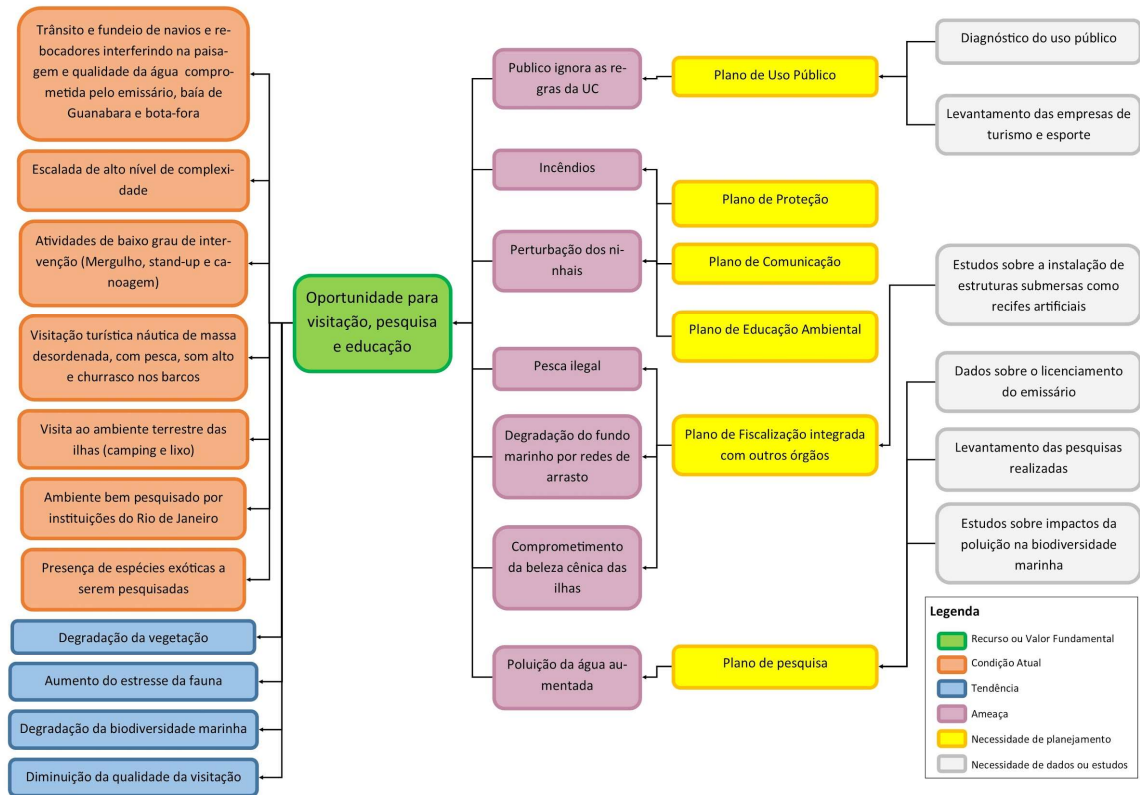 Trânsito e fundeio de navios e re-
bocadores interferindo na paisa-
gem e qualidade da água compro-
metida pelo emissário, baía de
Guanabara e bota-fora
Escalada de alto nível de complexi-
dade
Atividades de baixo grau de inter-
venção (Mergulho, stand-up e ca-
noagem)
Visitação turística náutica de massa
desordenada, com pesca, som alto
e churrasco nos barcos
Visita ao ambiente terrestre das
ilhas (camping e lixo)
Ambiente bem pesquisado por
instituições do Rio de Janeiro
Presença de espécies exóticas a
serem pesquisadas
Degradação da vegetação
Aumento do estresse da fauna
Degradação da biodiversidade marinha
Diminuição da qualidade da visitação
Oportunidade para
visitação, pesquisa
e educação
Publico ignora as re-
gras da UC
Incêndios
Perturbação dos ni-
nhais
Pesca ilegal
Degradação do fundo
marinho por redes de
arrasto
Comprometimento
da beleza cênica das
ilhas
Poluição da água au-
mentada
Plano de Uso Público
Plano de Proteção
Plano de Comunicação
Plano de Educação Ambiental
Plano de Fiscalização integrada
com outros órgãos
Plano de pesquisa
Diagnóstico do uso público
Levantamento das empresas de
turismo e esporte
Estudos sobre a instalação de
estruturas submersas como
recifes artificiais
Dados sobre o licenciamento
do emissário
Levantamento das pesquisas
realizadas
Estudos sobre impactos da
poluição na biodiversidade
marinha
Legenda
Recurso ou Valor Fundamental
Condição Atual
Tendência
Ameaça
Necessidade de planejamento
Necessidade de dados ou estudos